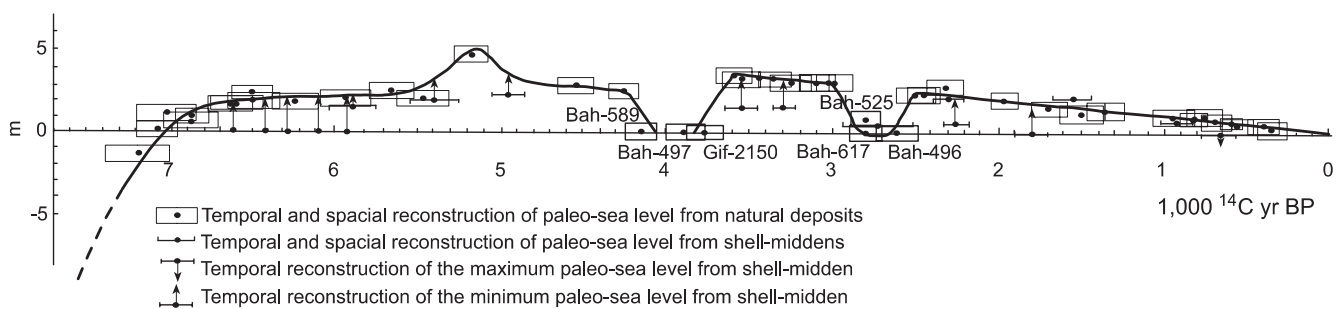 5
m
0
-5
Bah-589
Bah-525
Bah-497
Gif-2150
Bah-617
Bah-496
7
6
5
4
3
2
1
0
1,000 14C yr BP
Temporal and spacial reconstruction of paleo-sea level from natural deposits
Temporal and spacial reconstruction of paleo-sea level from shell-middens
Temporal reconstruction of the maximum paleo-sea level from shell-midden
Temporal reconstruction of the minimum paleo-sea level from shell-midden